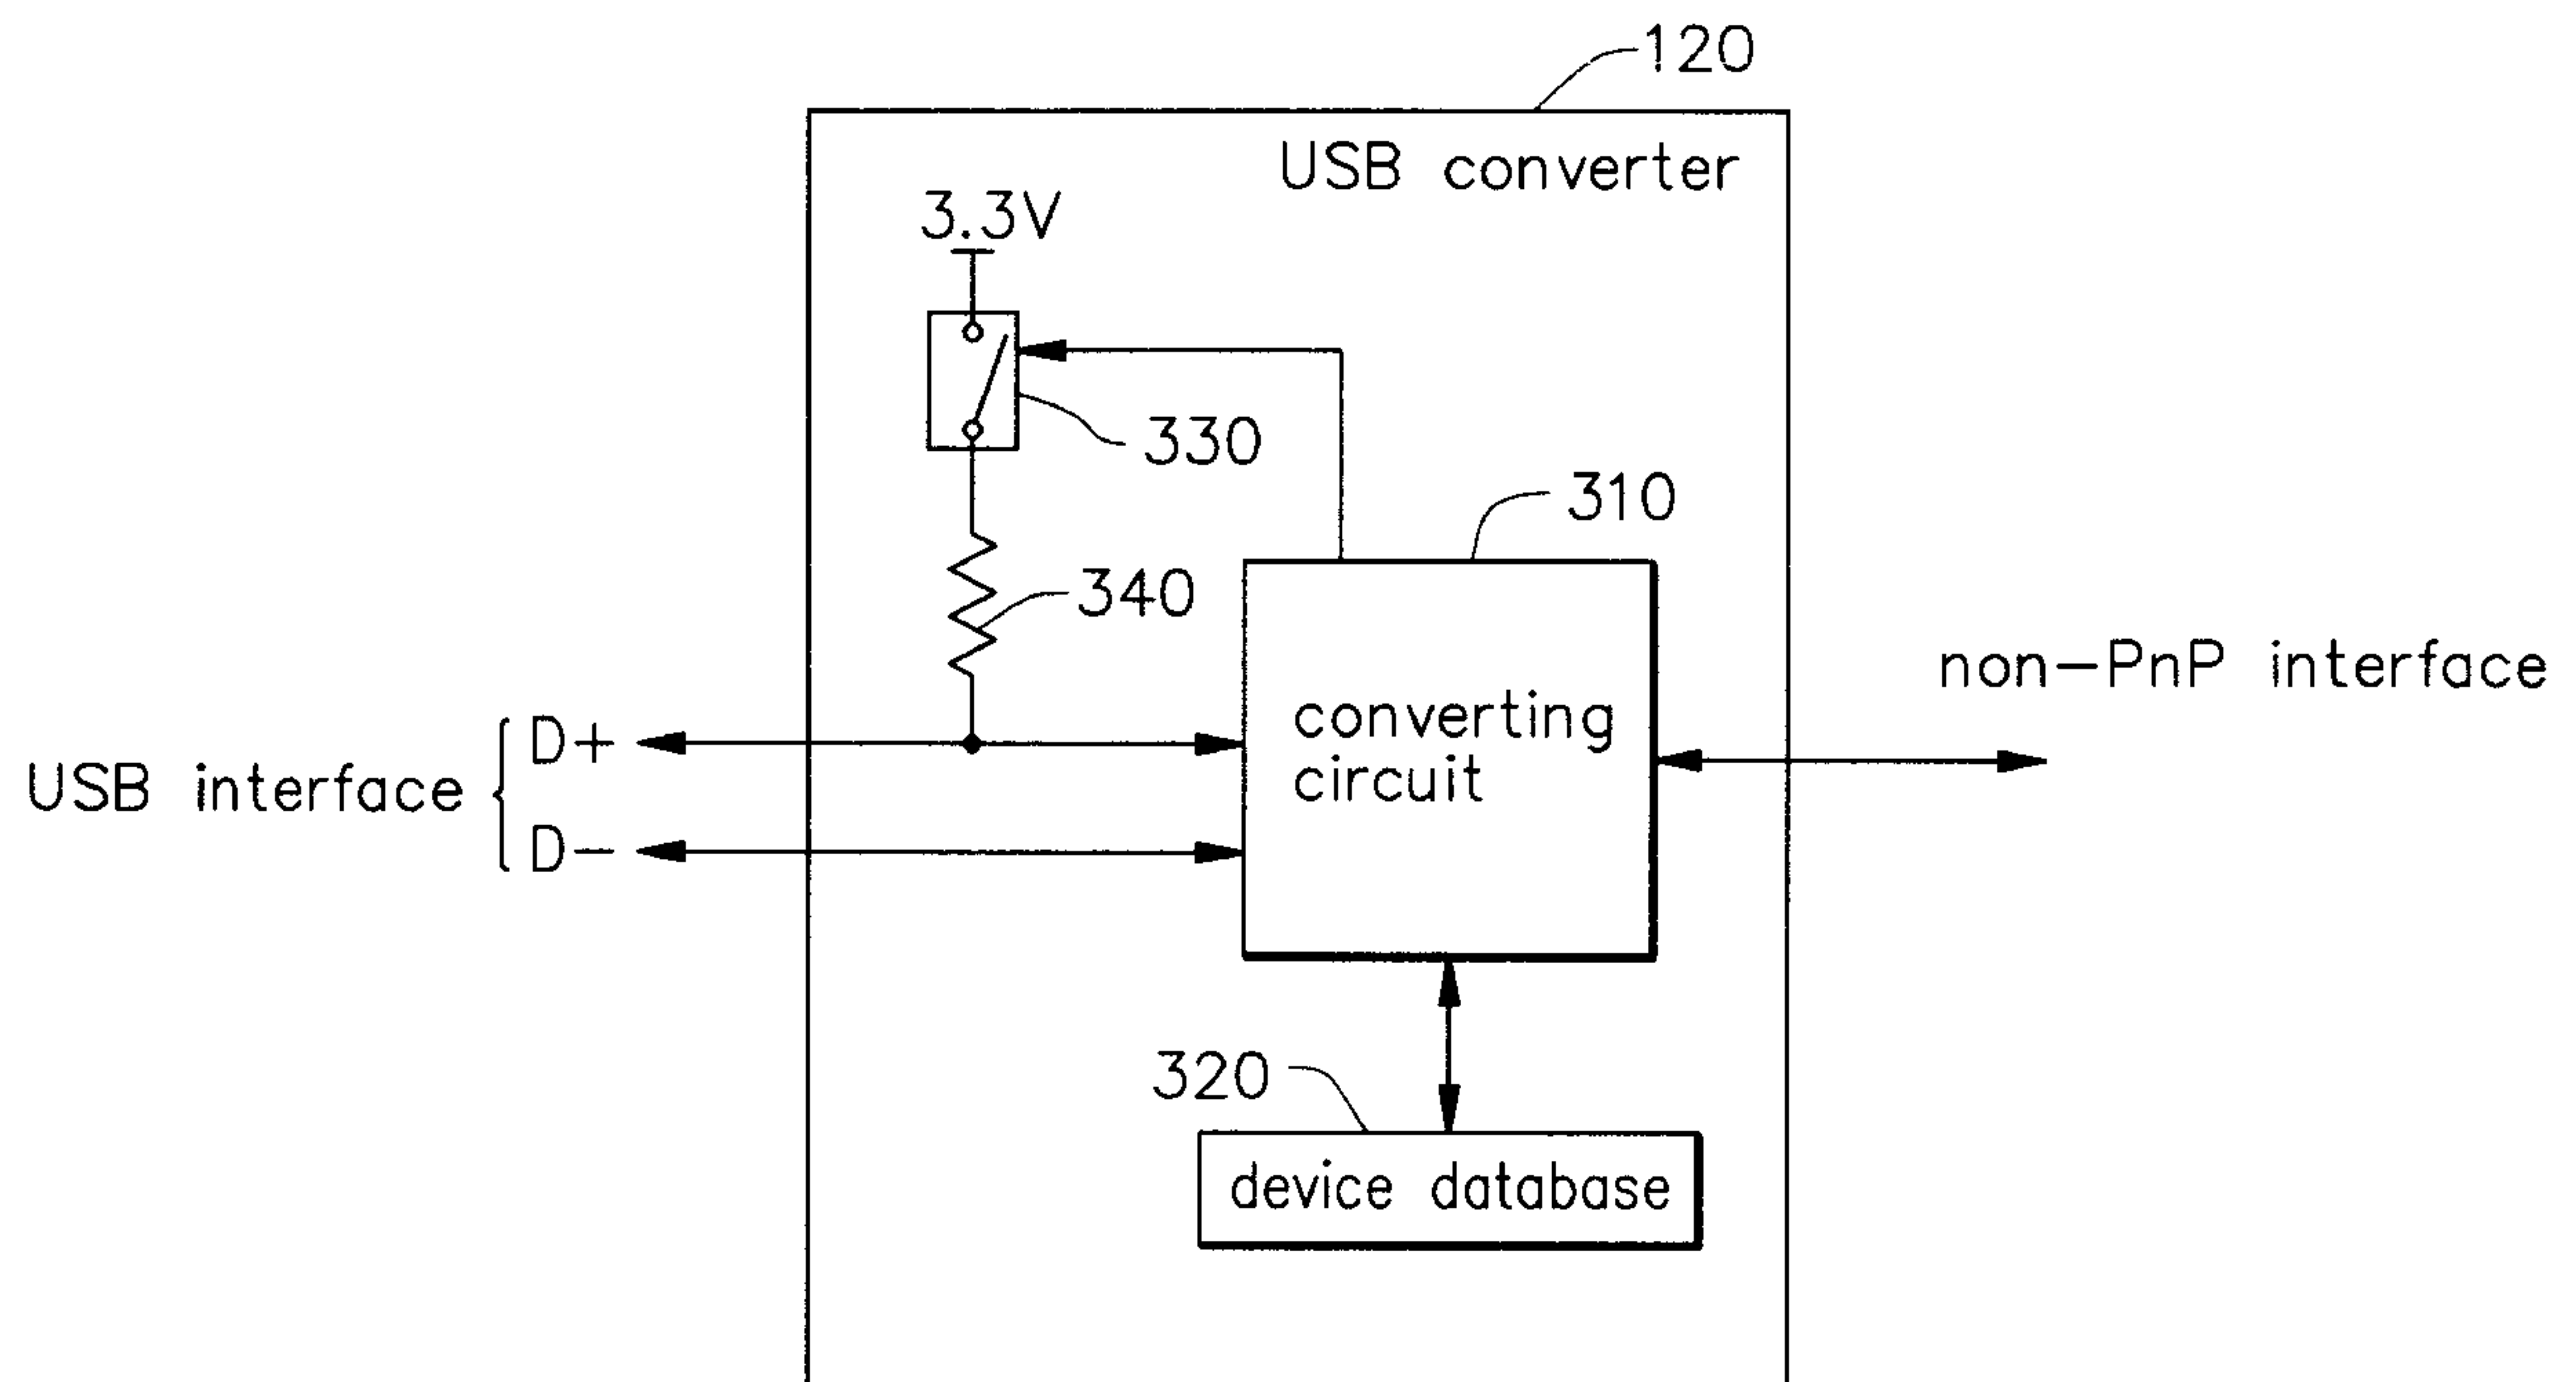 120
USB converter
3.3V
330
310
340
non-PnP interface
converting
circuit
USB interface { D+
D-
320
device database